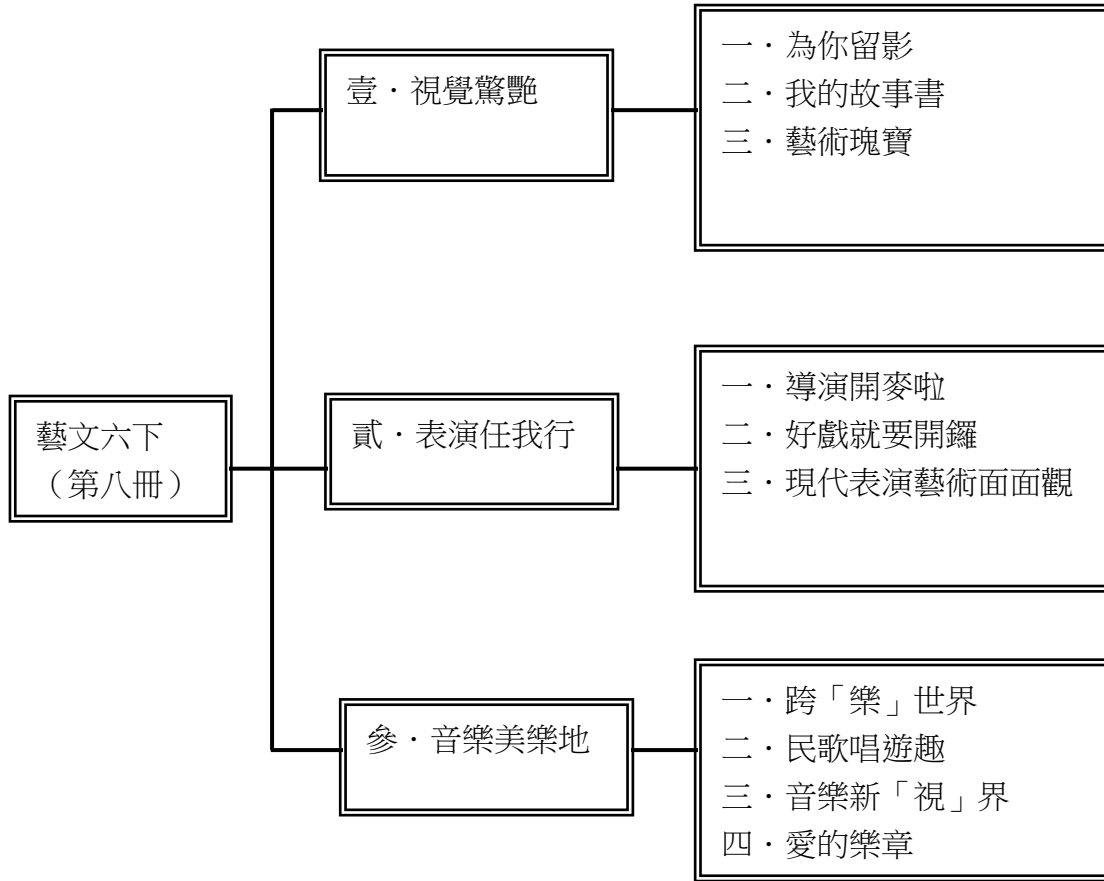 藝文六下
（第八冊）
壹．視覺驚艷
一．為你留影
二．我的故事書
三．藝術瑰寶
貳．表演任我行
一．導演開麥啦
二．好戲就要開鑼
三．現代表演藝術面面觀
參．音樂美樂地
一．跨「樂」世界
二．民歌唱遊趣
三．音樂新「視」界
四．愛的樂章